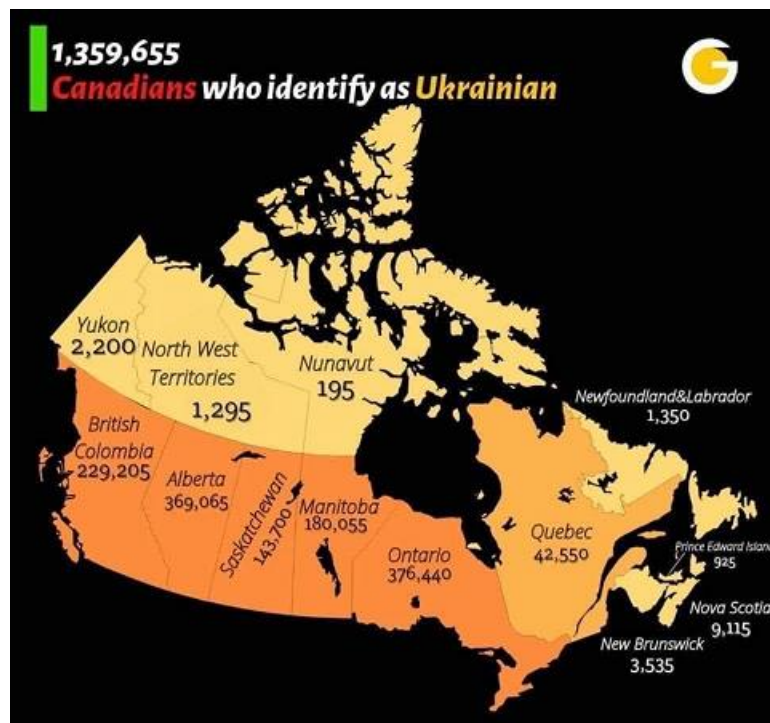 1,359,655
Canadians who identify as Ukrainian
Yukon
2,200
North West
Territories
1,295
Nunavut
195
Newfoundland&Labrador
1,350
British
Colombia
229,205
Alberta
369,065
Saskatchewan
143,700
Manitoba
180,055
Ontario
376,440
Quebec
42,550
Prince Edward Island
925
Nova Scotia
9,115
New Brunswick
3,535